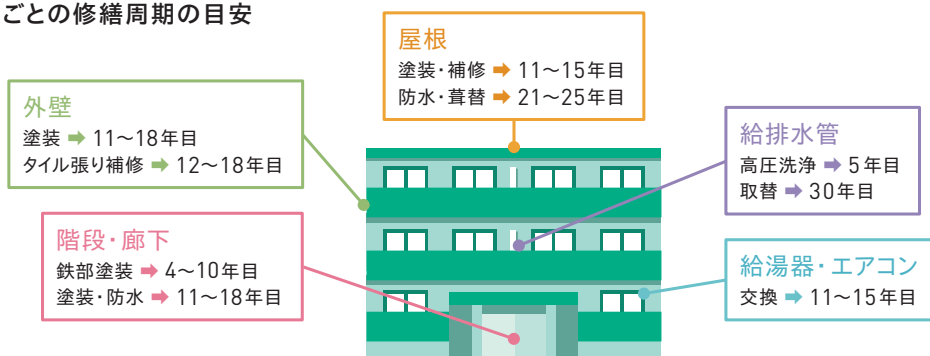 ごとの修繕周期の目安
屋根
塗装・補修 ➡ 11〜15年目
防水・葺替 ➡ 21〜25年目
外壁
塗装 ➡ 11〜18年目
タイル張り補修 ➡ 12〜18年目
給排水管
高圧洗浄 ➡ 5年目
取替 ➡ 30年目
階段・廊下
鉄部塗装 ➡ 4〜10年目
塗装・防水 ➡ 11〜18年目
給湯器・エアコン
交換 ➡ 11〜15年目